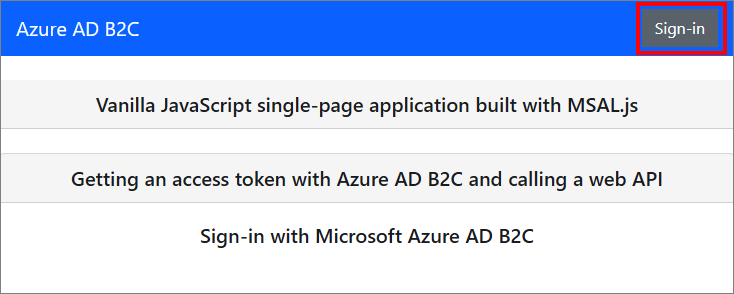 Azure AD B2C
Sign-in
Vanilla JavaScript single-page application built with MSAL.js
Getting an access token with Azure AD B2C and calling a web API
Sign-in with Microsoft Azure AD B2C